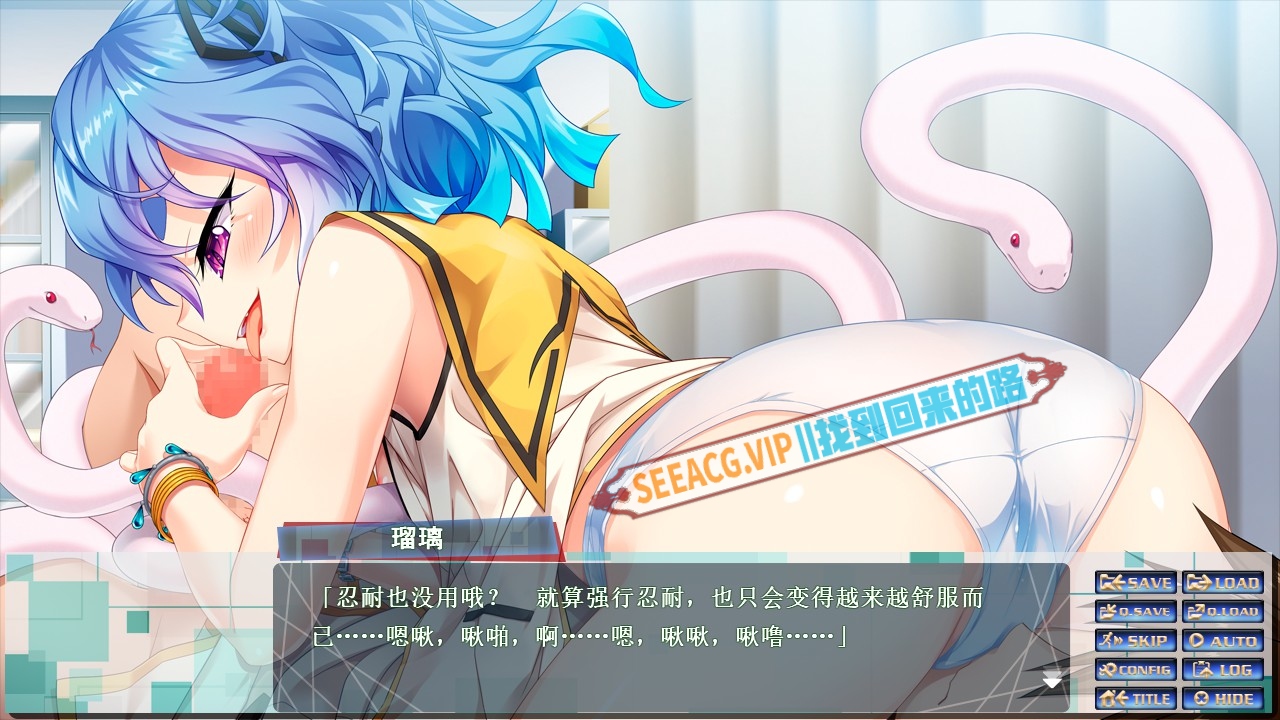 SEEACG.VIP||找到回来的路
瑠璃
「忍耐也没用哦？　就算强行忍耐，也只会变得越来越舒服而
已……嗯啾，啾啪，啊……嗯，啾啾，啾噜……」
SAVE
LOAD
Q.SAVE
Q.LOAD
SKIP
AUTO
CONFIG
LOG
TITLE
HIDE